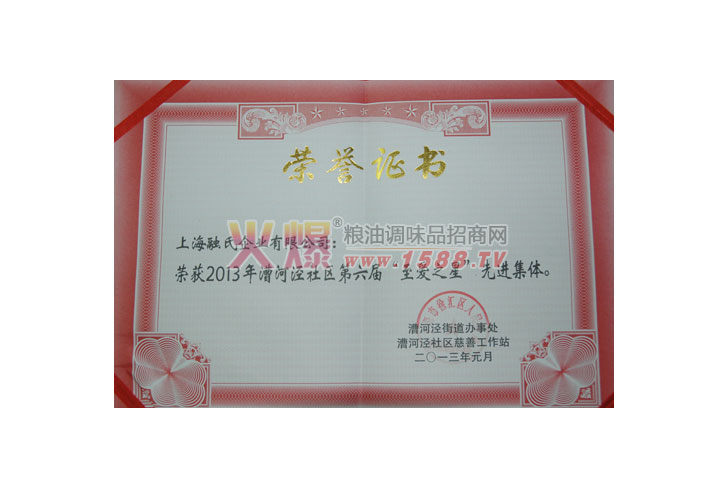 荣誉证书
上海融氏企业有限公司：
火爆®粮油调味品招商网
www.1588.TV
荣获2013年漕河泾社区第六届“至爱之星”先进集体。
漕河泾街道办事处
漕河泾社区慈善工作站
二〇一三年元月